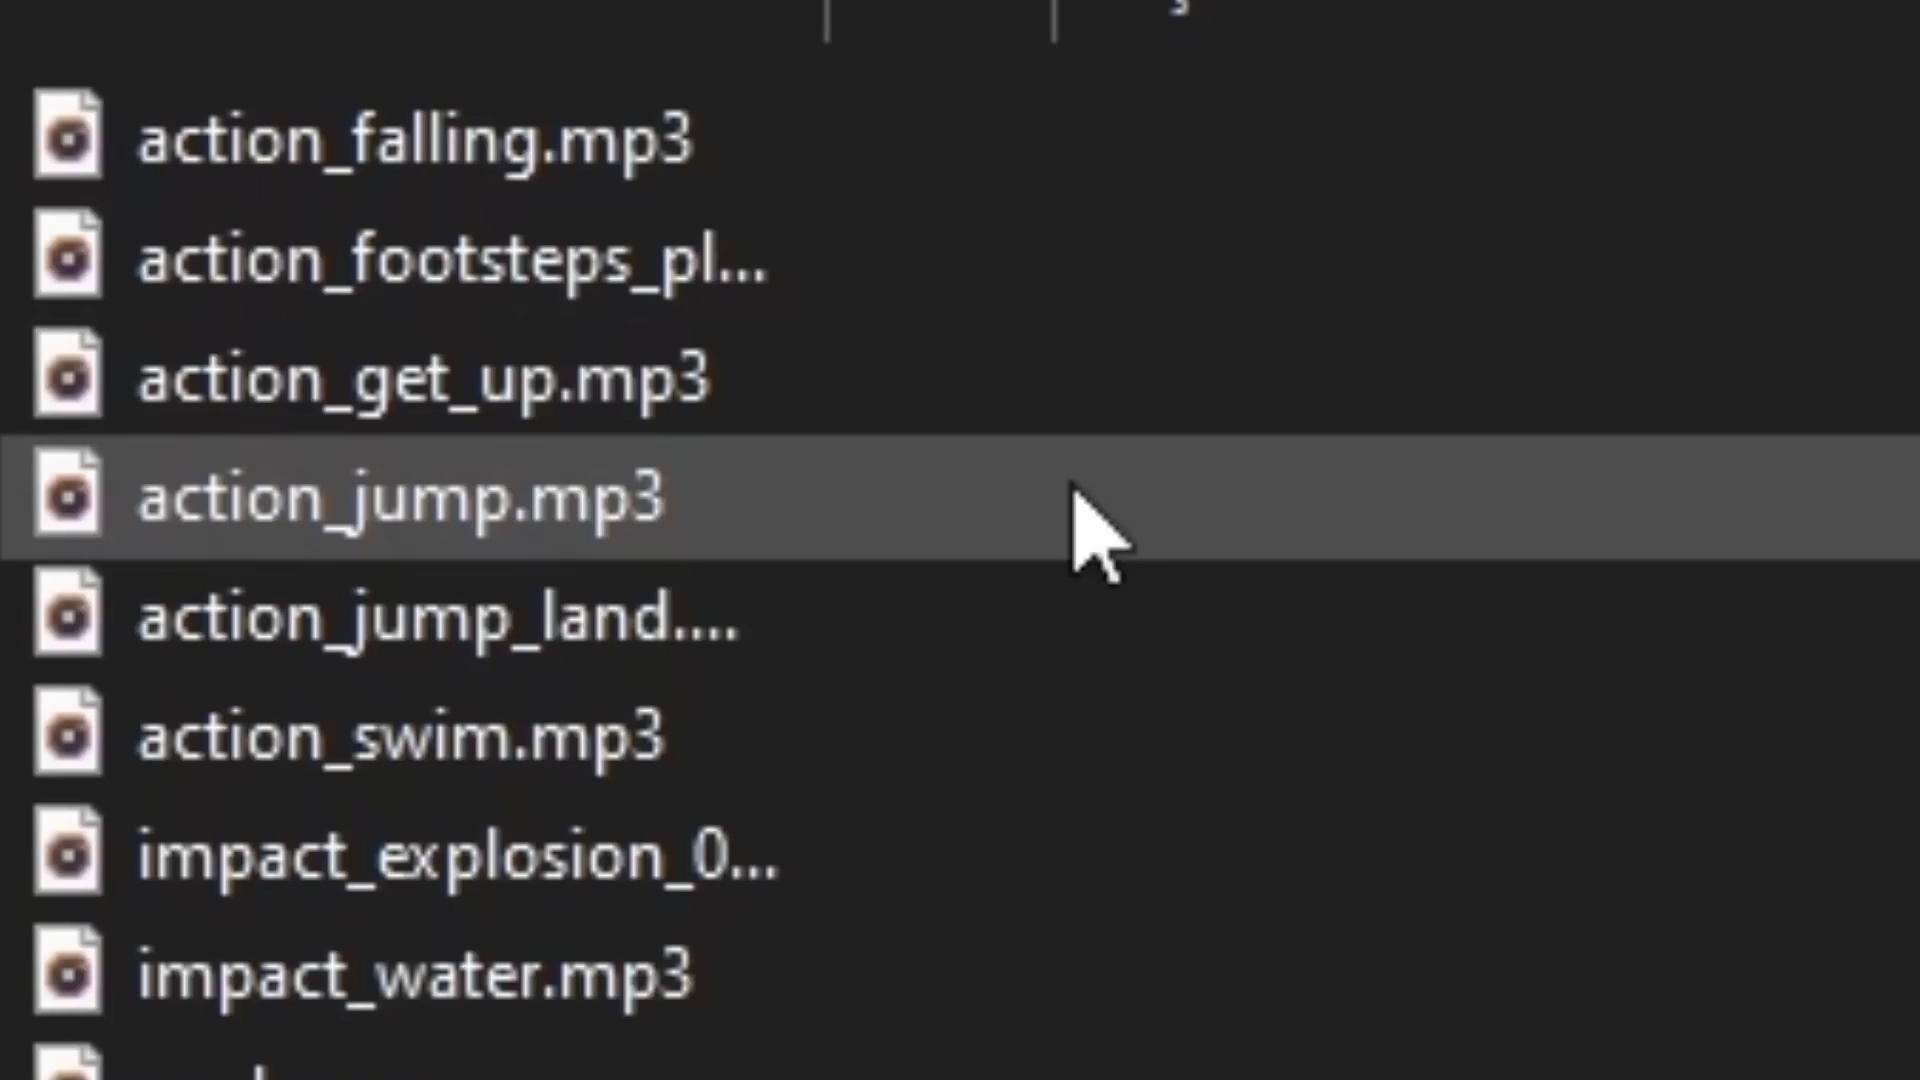 action_falling.mp3
action_footsteps_pl...
action_get_up.mp3
action_jump.mp3
action_jump_land....
action_swim.mp3
impact_explosion_0...
impact_water.mp3